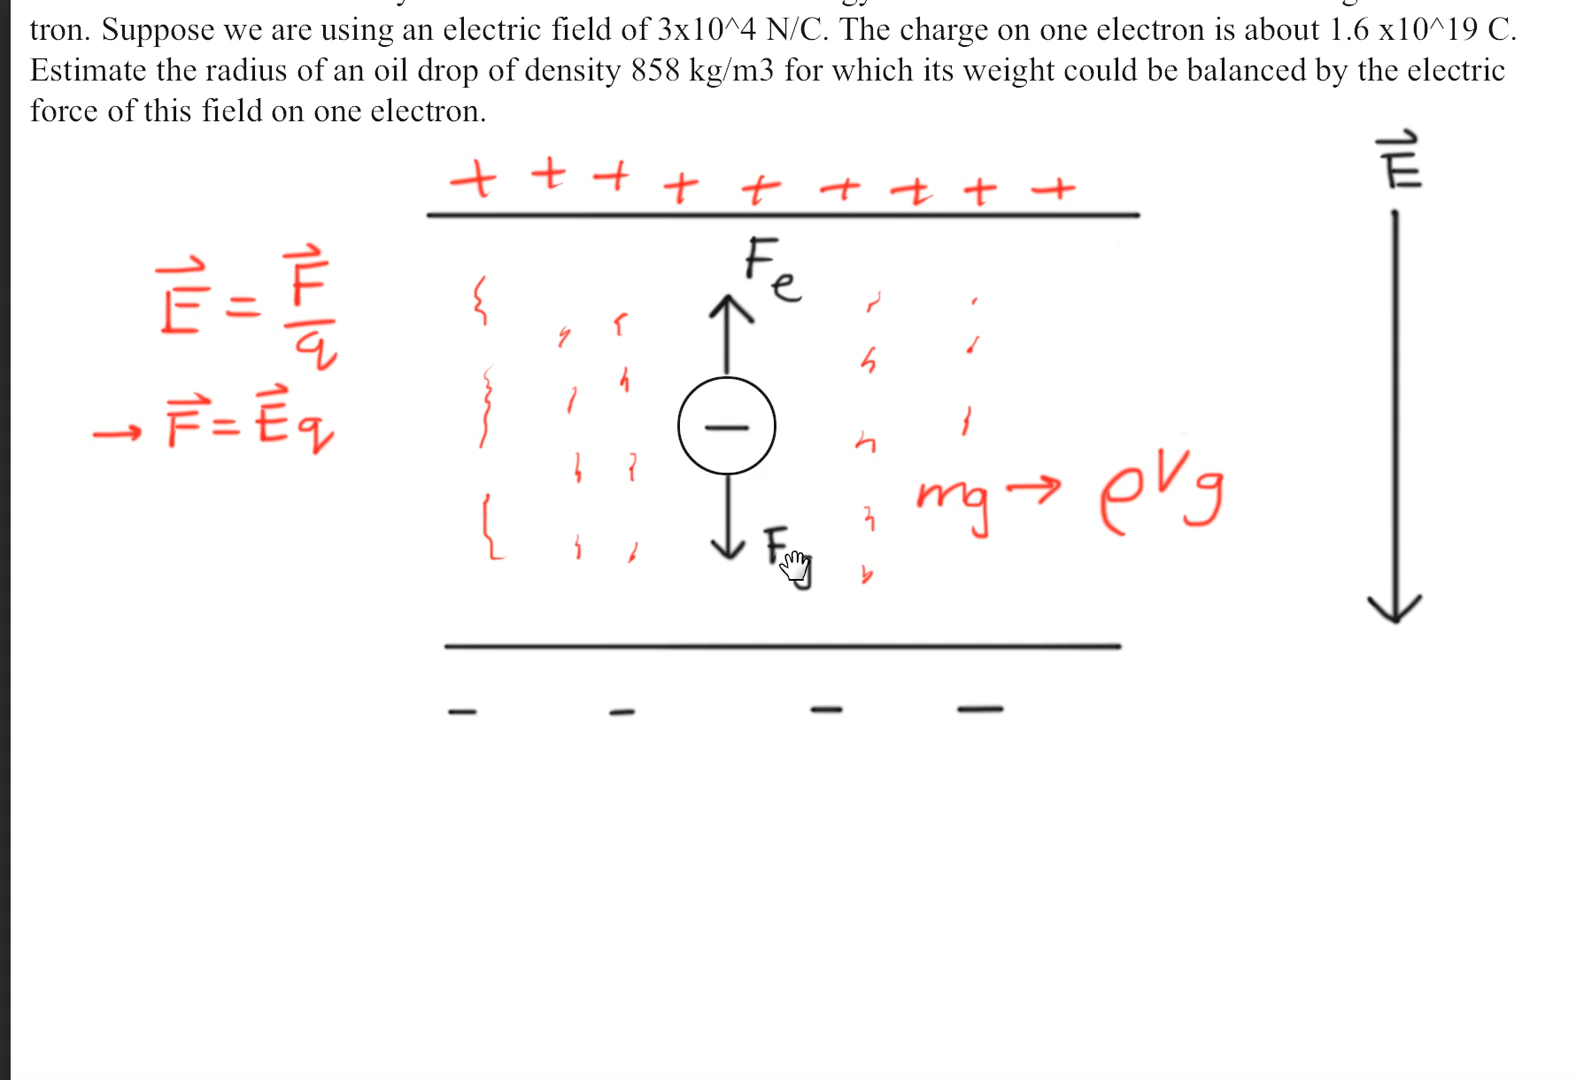 tron. Suppose we are using an electric field of 3x10^4 N/C. The charge on one electron is about 1.6 x10^19 C.
Estimate the radius of an oil drop of density 858 kg/m3 for which its weight could be balanced by the electric
force of this field on one electron.
+ + + + + + + + +
E⃗
Fe
E⃗ = F⃗/q
→ F⃗ = E⃗q
−
mg → ρVg
Fg
− − − −